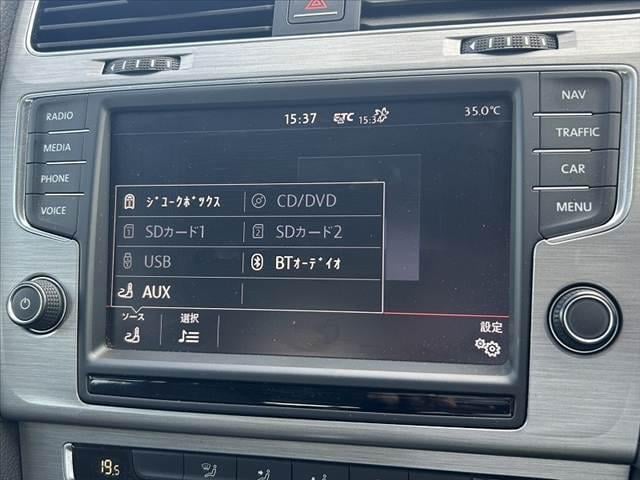 15:37 ETC 15:34 35.0°C
RADIO
MEDIA
PHONE
VOICE
NAV
TRAFFIC
CAR
MENU
ｼﾞｭｰｸﾎﾞｯｸｽ CD/DVD
SDカード1 SDカード2
USB BTｵｰﾃﾞｨｵ
AUX
ソース 選択 設定
19.5